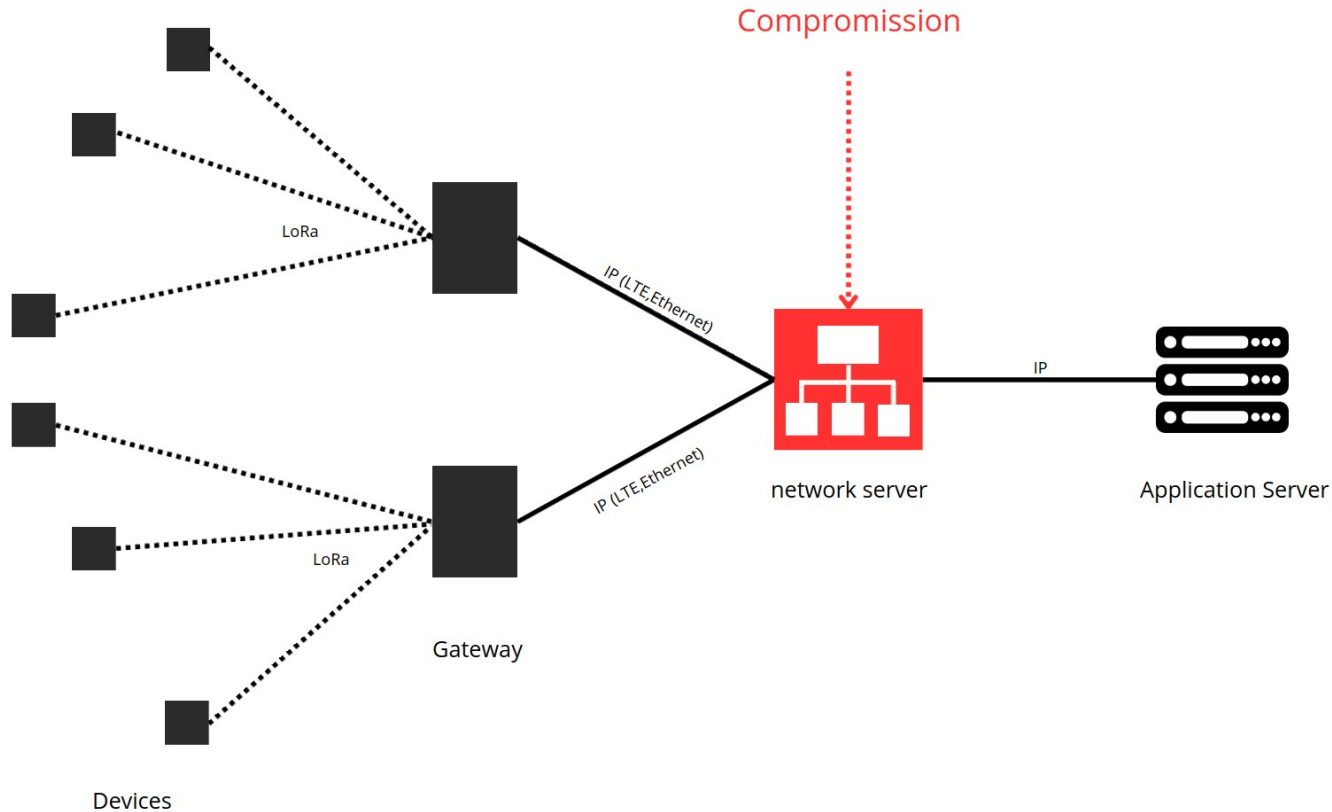 Compromission
LoRa
IP (LTE,Ethernet)
IP
IP (LTE,Ethernet)
network server
Application Server
LoRa
Gateway
Devices